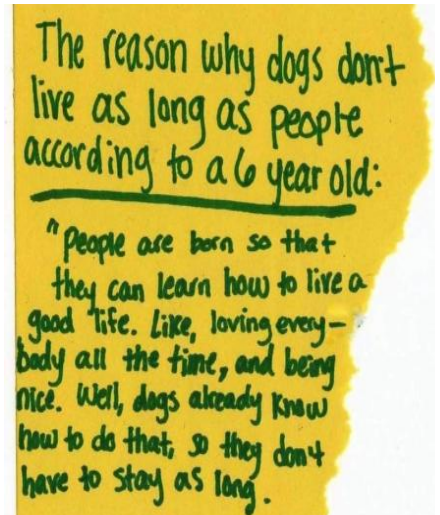 The reason why dogs don't
live as long as people
according to a 6 year old:
"People are born so that
they can learn how to live a
good life. Like, loving every-
body all the time, and being
nice. Well, dogs already know
how to do that, so they don't
have to stay as long.